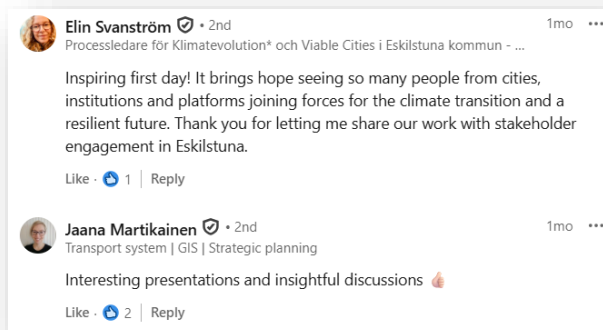 Elin Svanström • 2nd 1mo ...
Processledare för Klimatevolution* och Viable Cities i Eskilstuna kommun - ...
Inspiring first day! It brings hope seeing so many people from cities,
institutions and platforms joining forces for the climate transition and a
resilient future. Thank you for letting me share our work with stakeholder
engagement in Eskilstuna.
Like · 1 | Reply
Jaana Martikainen • 2nd 1mo ...
Transport system | GIS | Strategic planning
Interesting presentations and insightful discussions 👍🏻
Like · 2 | Reply